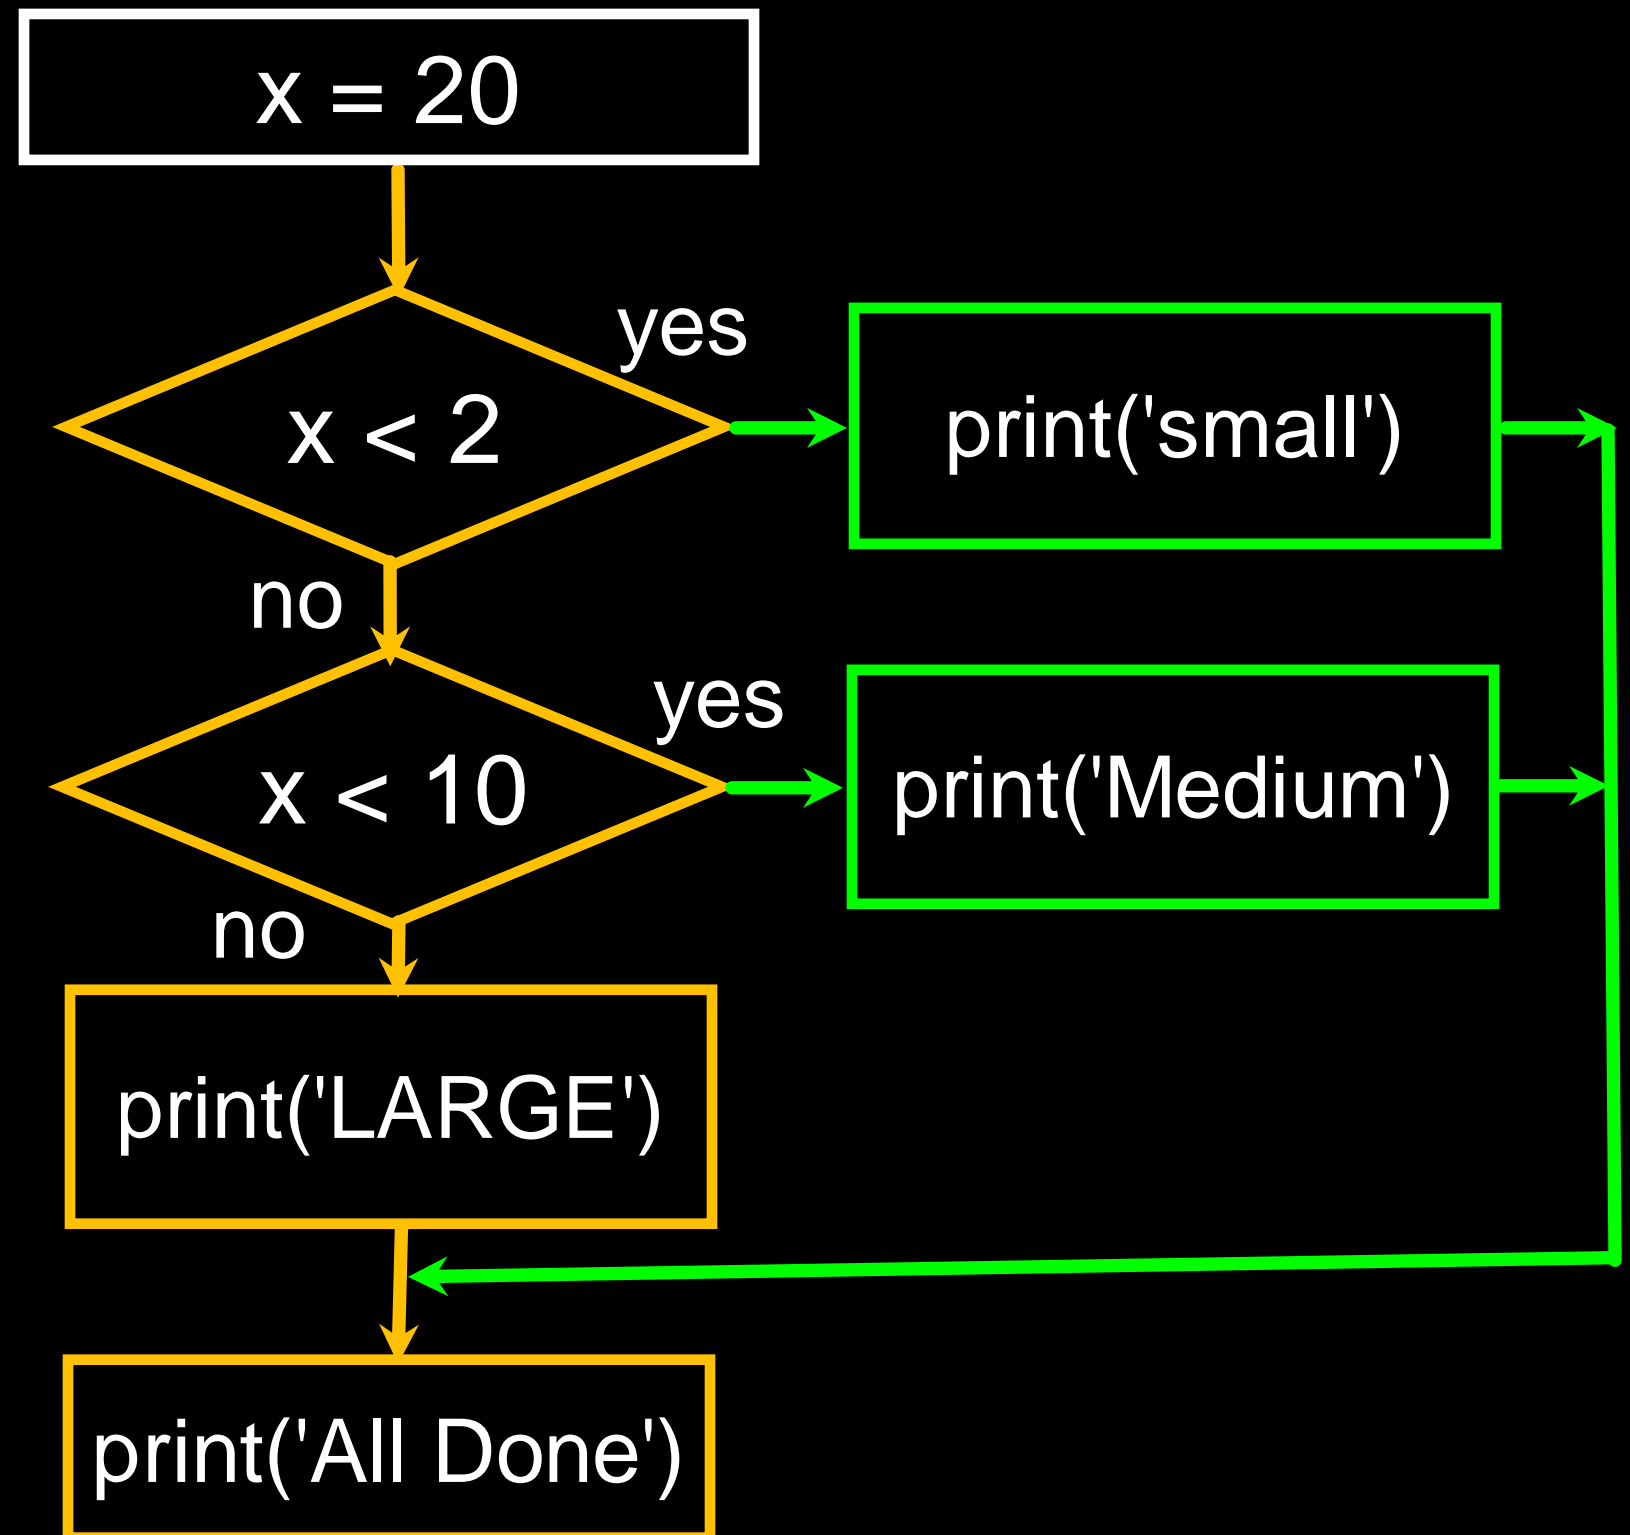 x = 20
yes
x < 2
print('small')
no
yes
x < 10
print('Medium')
no
print('LARGE')
print('All Done')